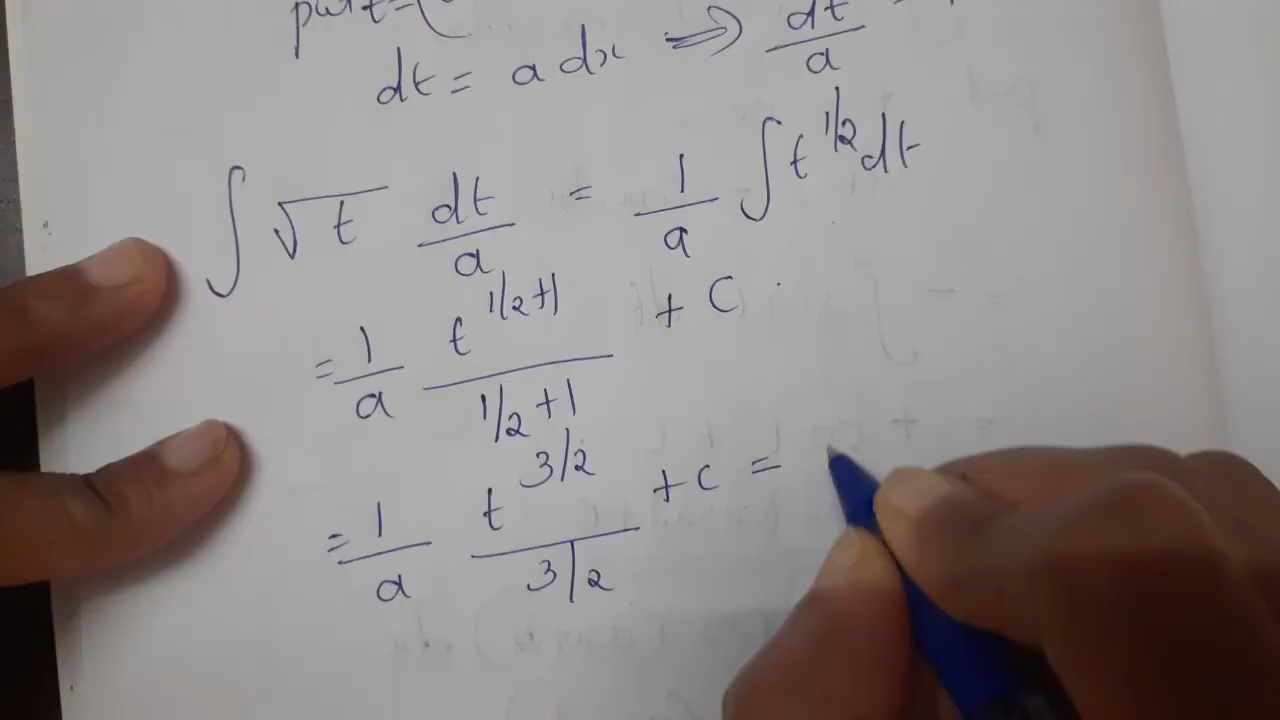 put t = (
dt = a dx ⇒ dt/a
∫ √t dt/a = 1/a ∫ t^1/2 dt
= 1/a t^1/2+1 / 1/2+1 + C
= 1/a t^3/2 / 3/2 + C =